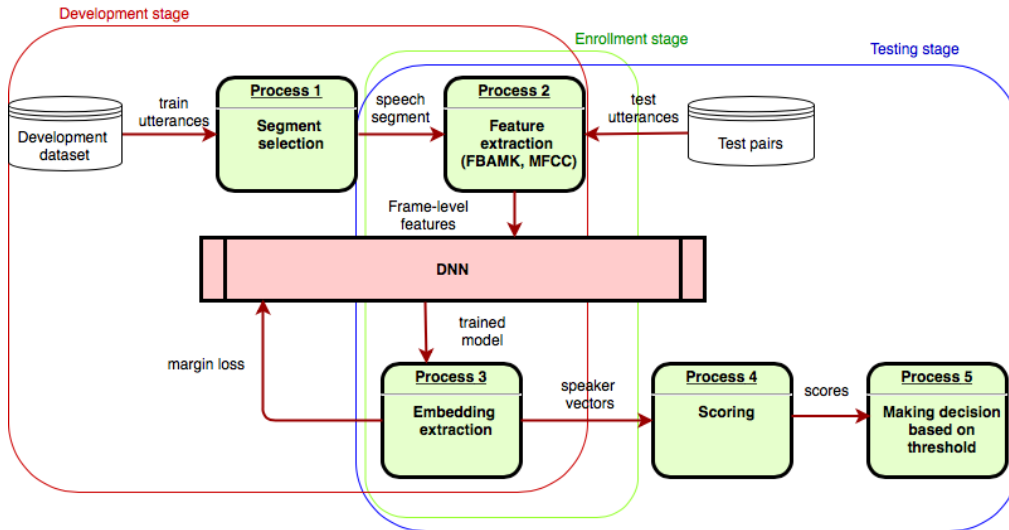 Development stage
Enrollment stage
Testing stage
Development
dataset
train
utterances
Process 1
Segment
selection
speech
segment
Process 2
Feature
extraction
(FBAMK, MFCC)
test
utterances
Test pairs
Frame-level
features
DNN
margin loss
trained
model
Process 3
Embedding
extraction
speaker
vectors
Process 4
Scoring
scores
Process 5
Making decision
based on
threshold